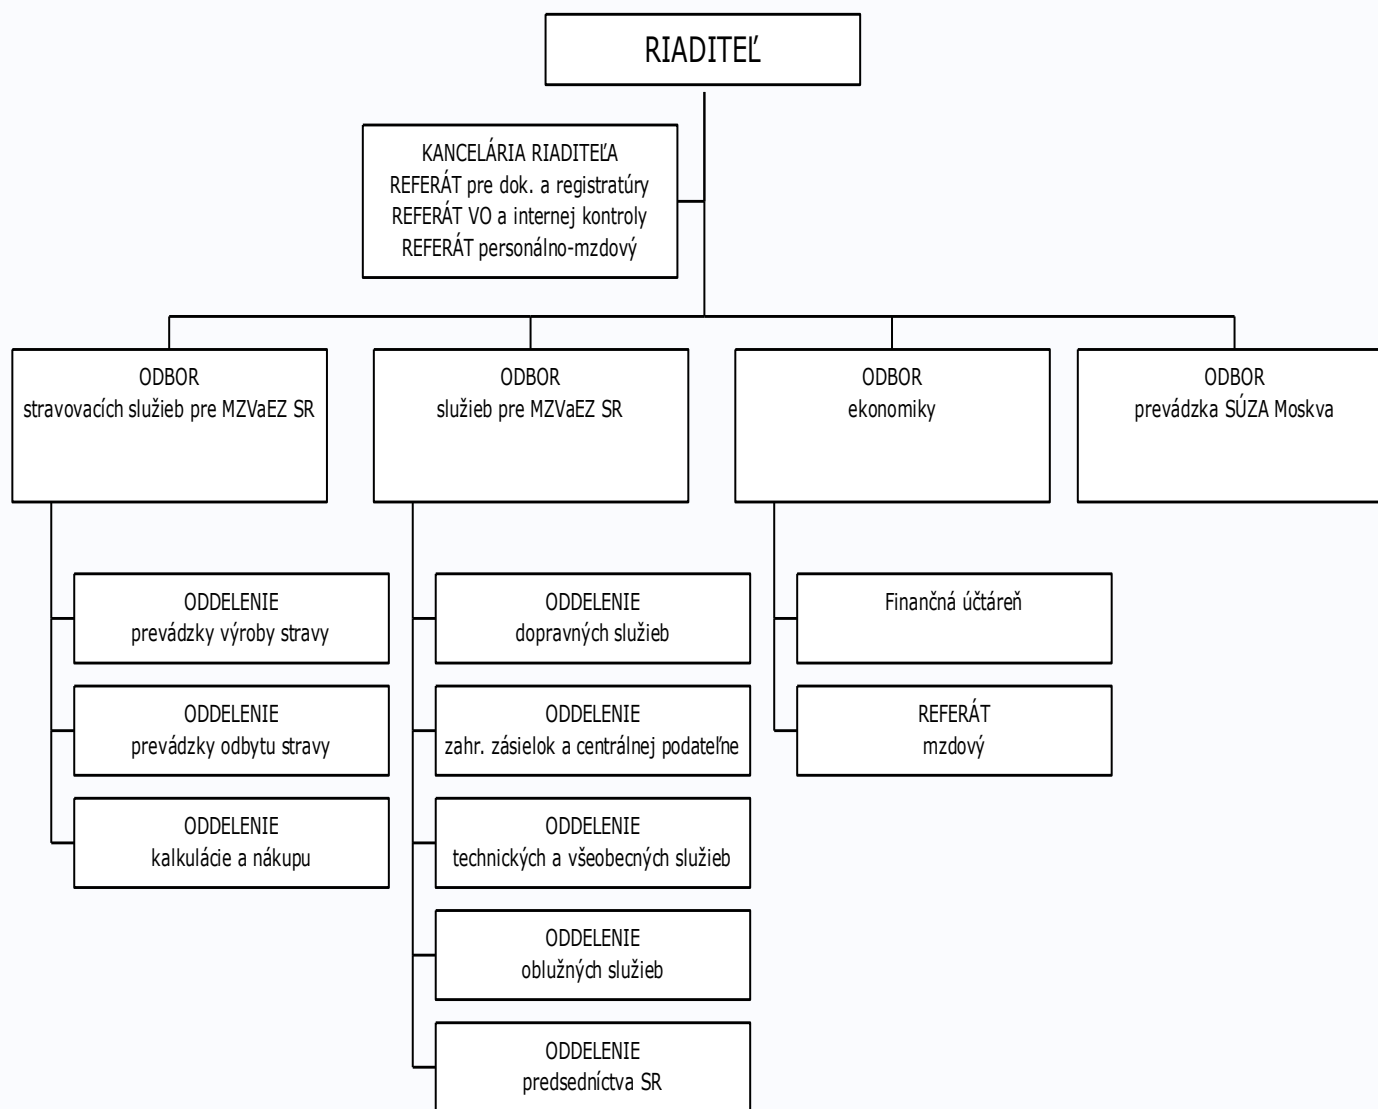 RIADITEĽ
KANCELÁRIA RIADITEĽA
REFERÁT pre dok. a registratúry
REFERÁT VO a internej kontroly
REFERÁT personálno-mzdový
ODBOR
stravovacích služieb pre MZVaEZ SR
ODBOR
služieb pre MZVaEZ SR
ODBOR
ekonomiky
ODBOR
prevádzka SÚZA Moskva
ODDELENIE
prevádzky výroby stravy
ODDELENIE
prevádzky odbytu stravy
ODDELENIE
kalkulácie a nákupu
ODDELENIE
dopravných služieb
ODDELENIE
zahr. zásielok a centrálnej podateľne
ODDELENIE
technických a všeobecných služieb
ODDELENIE
oblužných služieb
ODDELENIE
predsedníctva SR
Finančná účtáreň
REFERÁT
mzdový